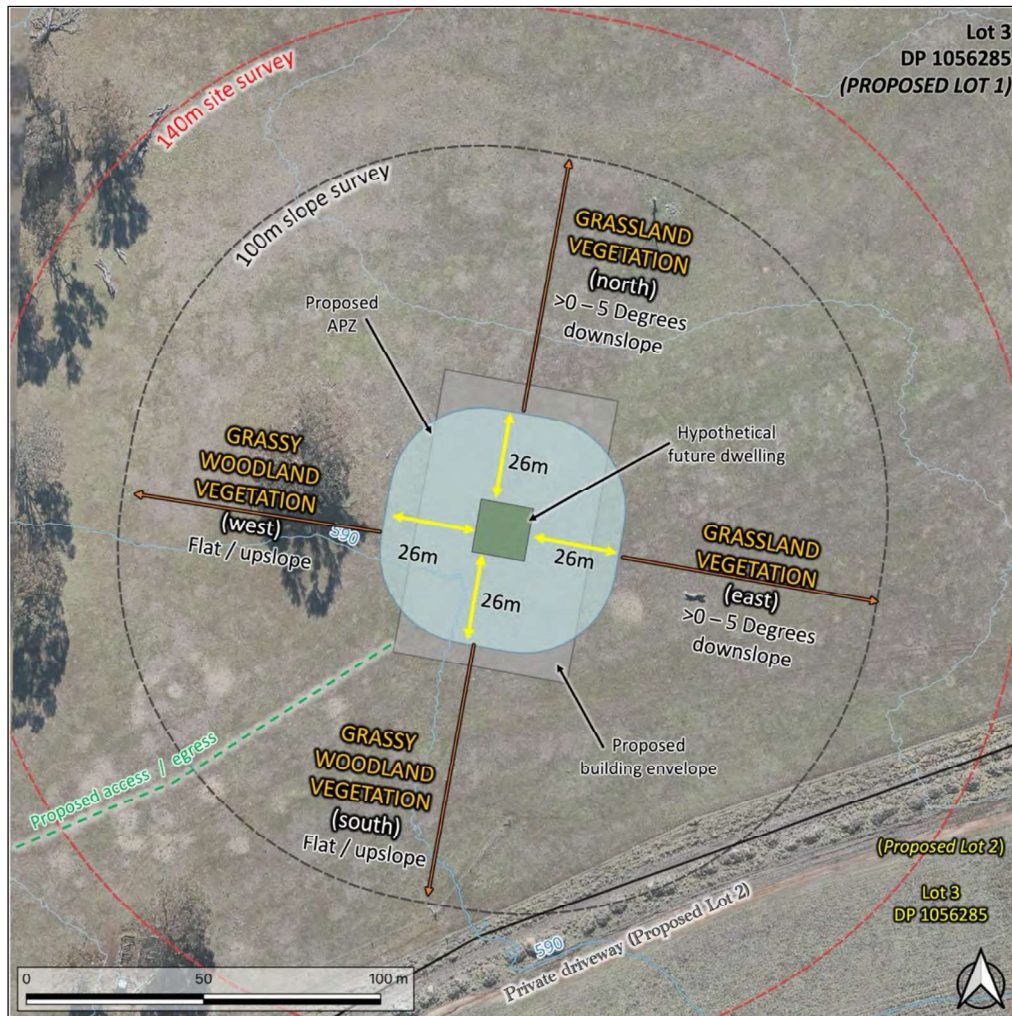 Lot 3
DP 1056285
(PROPOSED LOT 1)
140m site survey
100m slope survey
GRASSLAND
VEGETATION
(north)
>0 – 5 Degrees
downslope
Proposed
APZ
Hypothetical
future dwelling
26m
GRASSY
WOODLAND
VEGETATION
(west)
Flat / upslope
590
26m
26m
26m
GRASSLAND
VEGETATION
(east)
>0 – 5 Degrees
downslope
Proposed
building envelope
GRASSY
WOODLAND
VEGETATION
(south)
Flat / upslope
Proposed access / egress
(Proposed Lot 2)
Lot 3
DP 1056285
590
Private driveway (Proposed Lot 2)
0 50 100 m